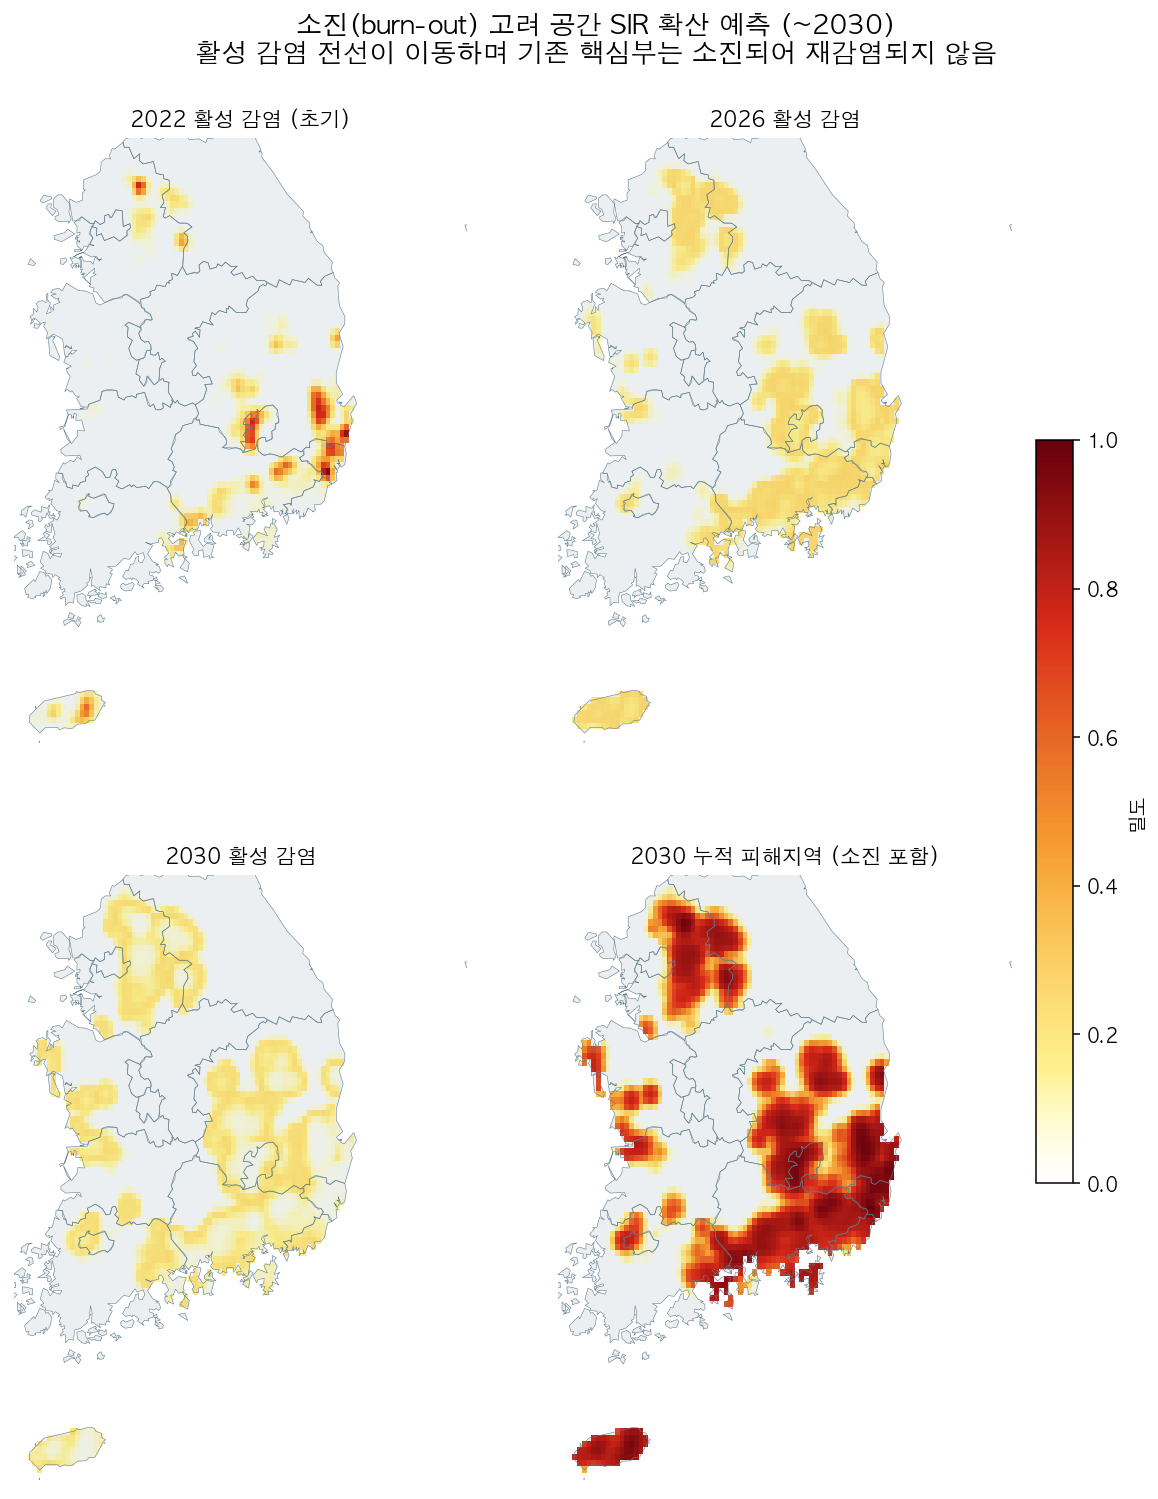 소진(burn-out) 고려 공간 SIR 확산 예측 (~2030)
활성 감염 전선이 이동하며 기존 핵심부는 소진되어 재감염되지 않음
2022 활성 감염 (초기)
2026 활성 감염
1.0
0.8
0.6
0.4
0.2
0.0
밀도
2030 활성 감염
2030 누적 피해지역 (소진 포함)